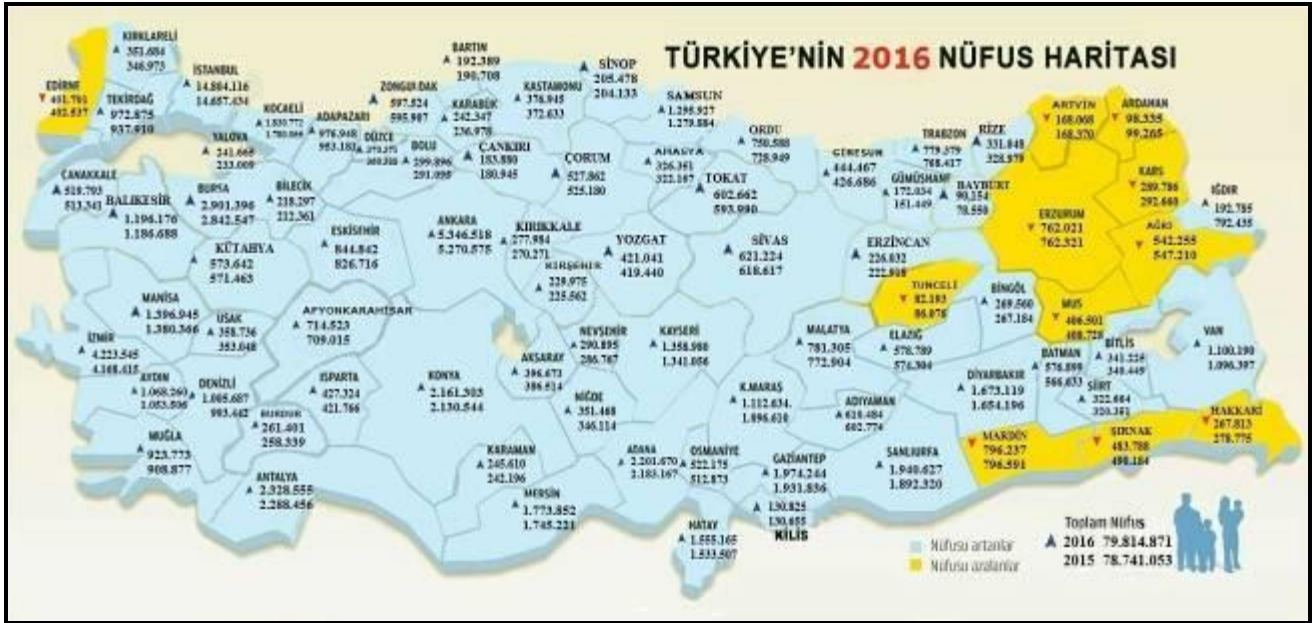 TÜRKİYE'NİN 2016 NÜFUS HARİTASI
KIRKLARELİ
351.684
346.973
EDİRNE
401.701
402.537
TEKİRDAĞ
972.875
937.910
İSTANBUL
14.804.116
14.657.434
KOCAELİ
1.830.772
YALOVA
241.665
233.009
ADAPAZARI
976.948
953.181
DÜZCE
ZONGULDAK
597.524
595.907
BARTIN
192.389
190.708
KARABÜK
242.347
236.978
BOLU
299.896
291.095
KASTAMONU
376.945
372.633
ÇANKIRI
183.880
180.945
SİNOP
205.478
204.133
SAMSUN
1.295.927
1.279.884
ÇORUM
527.862
525.180
AMASYA
326.351
322.167
ORDU
750.588
728.949
TOKAT
602.662
593.990
GİRESUN
444.467
426.686
TRABZON
779.379
768.417
GÜMÜŞHANE
172.034
151.449
RİZE
331.048
328.979
BAYBURT
90.154
78.550
ARTVİN
168.068
168.370
ARDAHAN
98.335
99.265
KARS
289.786
292.660
IĞDIR
192.785
792.435
ERZURUM
762.021
762.321
AĞRI
542.255
547.210
ÇANAKKALE
519.793
513.341
BALIKESİR
1.196.176
1.186.688
BURSA
2.901.396
2.842.547
BİLECİK
218.297
212.361
KÜTAHYA
573.642
571.463
ESKİSEHİR
844.842
826.716
ANKARA
5.346.518
5.270.575
KIRIKKALE
277.984
270.271
KIRŞEHİR
229.975
225.562
YOZGAT
421.041
419.440
SİVAS
621.224
618.617
ERZİNCAN
226.032
222.918
TUNCELİ
82.193
86.076
BİNGÖL
269.560
267.184
MUS
406.501
408.728
MANİSA
1.396.945
1.380.366
USAK
358.736
353.048
AFYONKARAHİSAR
714.523
709.015
İZMİR
4.223.545
4.168.415
AYDIN
1.068.260
1.053.506
DENİZLİ
1.005.687
993.442
ISPARTA
427.324
421.766
BURDUR
261.401
258.339
MUĞLA
923.773
908.877
ANTALYA
2.328.555
2.288.456
KONYA
2.161.303
2.130.544
AKSARAY
396.673
386.514
NEVŞEHİR
290.895
286.767
KAYSERİ
1.358.980
1.341.056
NİĞDE
351.468
346.114
KARAMAN
245.610
242.196
MERSİN
1.773.852
1.745.221
ADANA
2.201.670
2.183.167
OSMANİYE
522.175
512.873
K.MARAŞ
1.112.634
1.096.610
MALATYA
781.305
772.904
ELAZIĞ
578.789
574.304
ADIYAMAN
610.484
602.774
GAZİANTEP
1.974.244
1.931.836
KİLİS
130.825
130.655
HATAY
1.555.165
1.533.507
SANLIURFA
1.940.627
1.892.320
DİYARBAKIR
1.673.119
1.654.196
BATMAN
576.899
566.633
BİTLİS
341.225
340.449
SİİRT
322.664
320.351
VAN
1.100.190
1.096.397
HAKKARİ
267.813
278.775
ŞIRNAK
483.788
490.184
MARDİN
796.237
796.591
Nüfusu artanlar
Nüfusu azalanlar
Toplam Nüfus
2016 79.814.871
2015 78.741.053